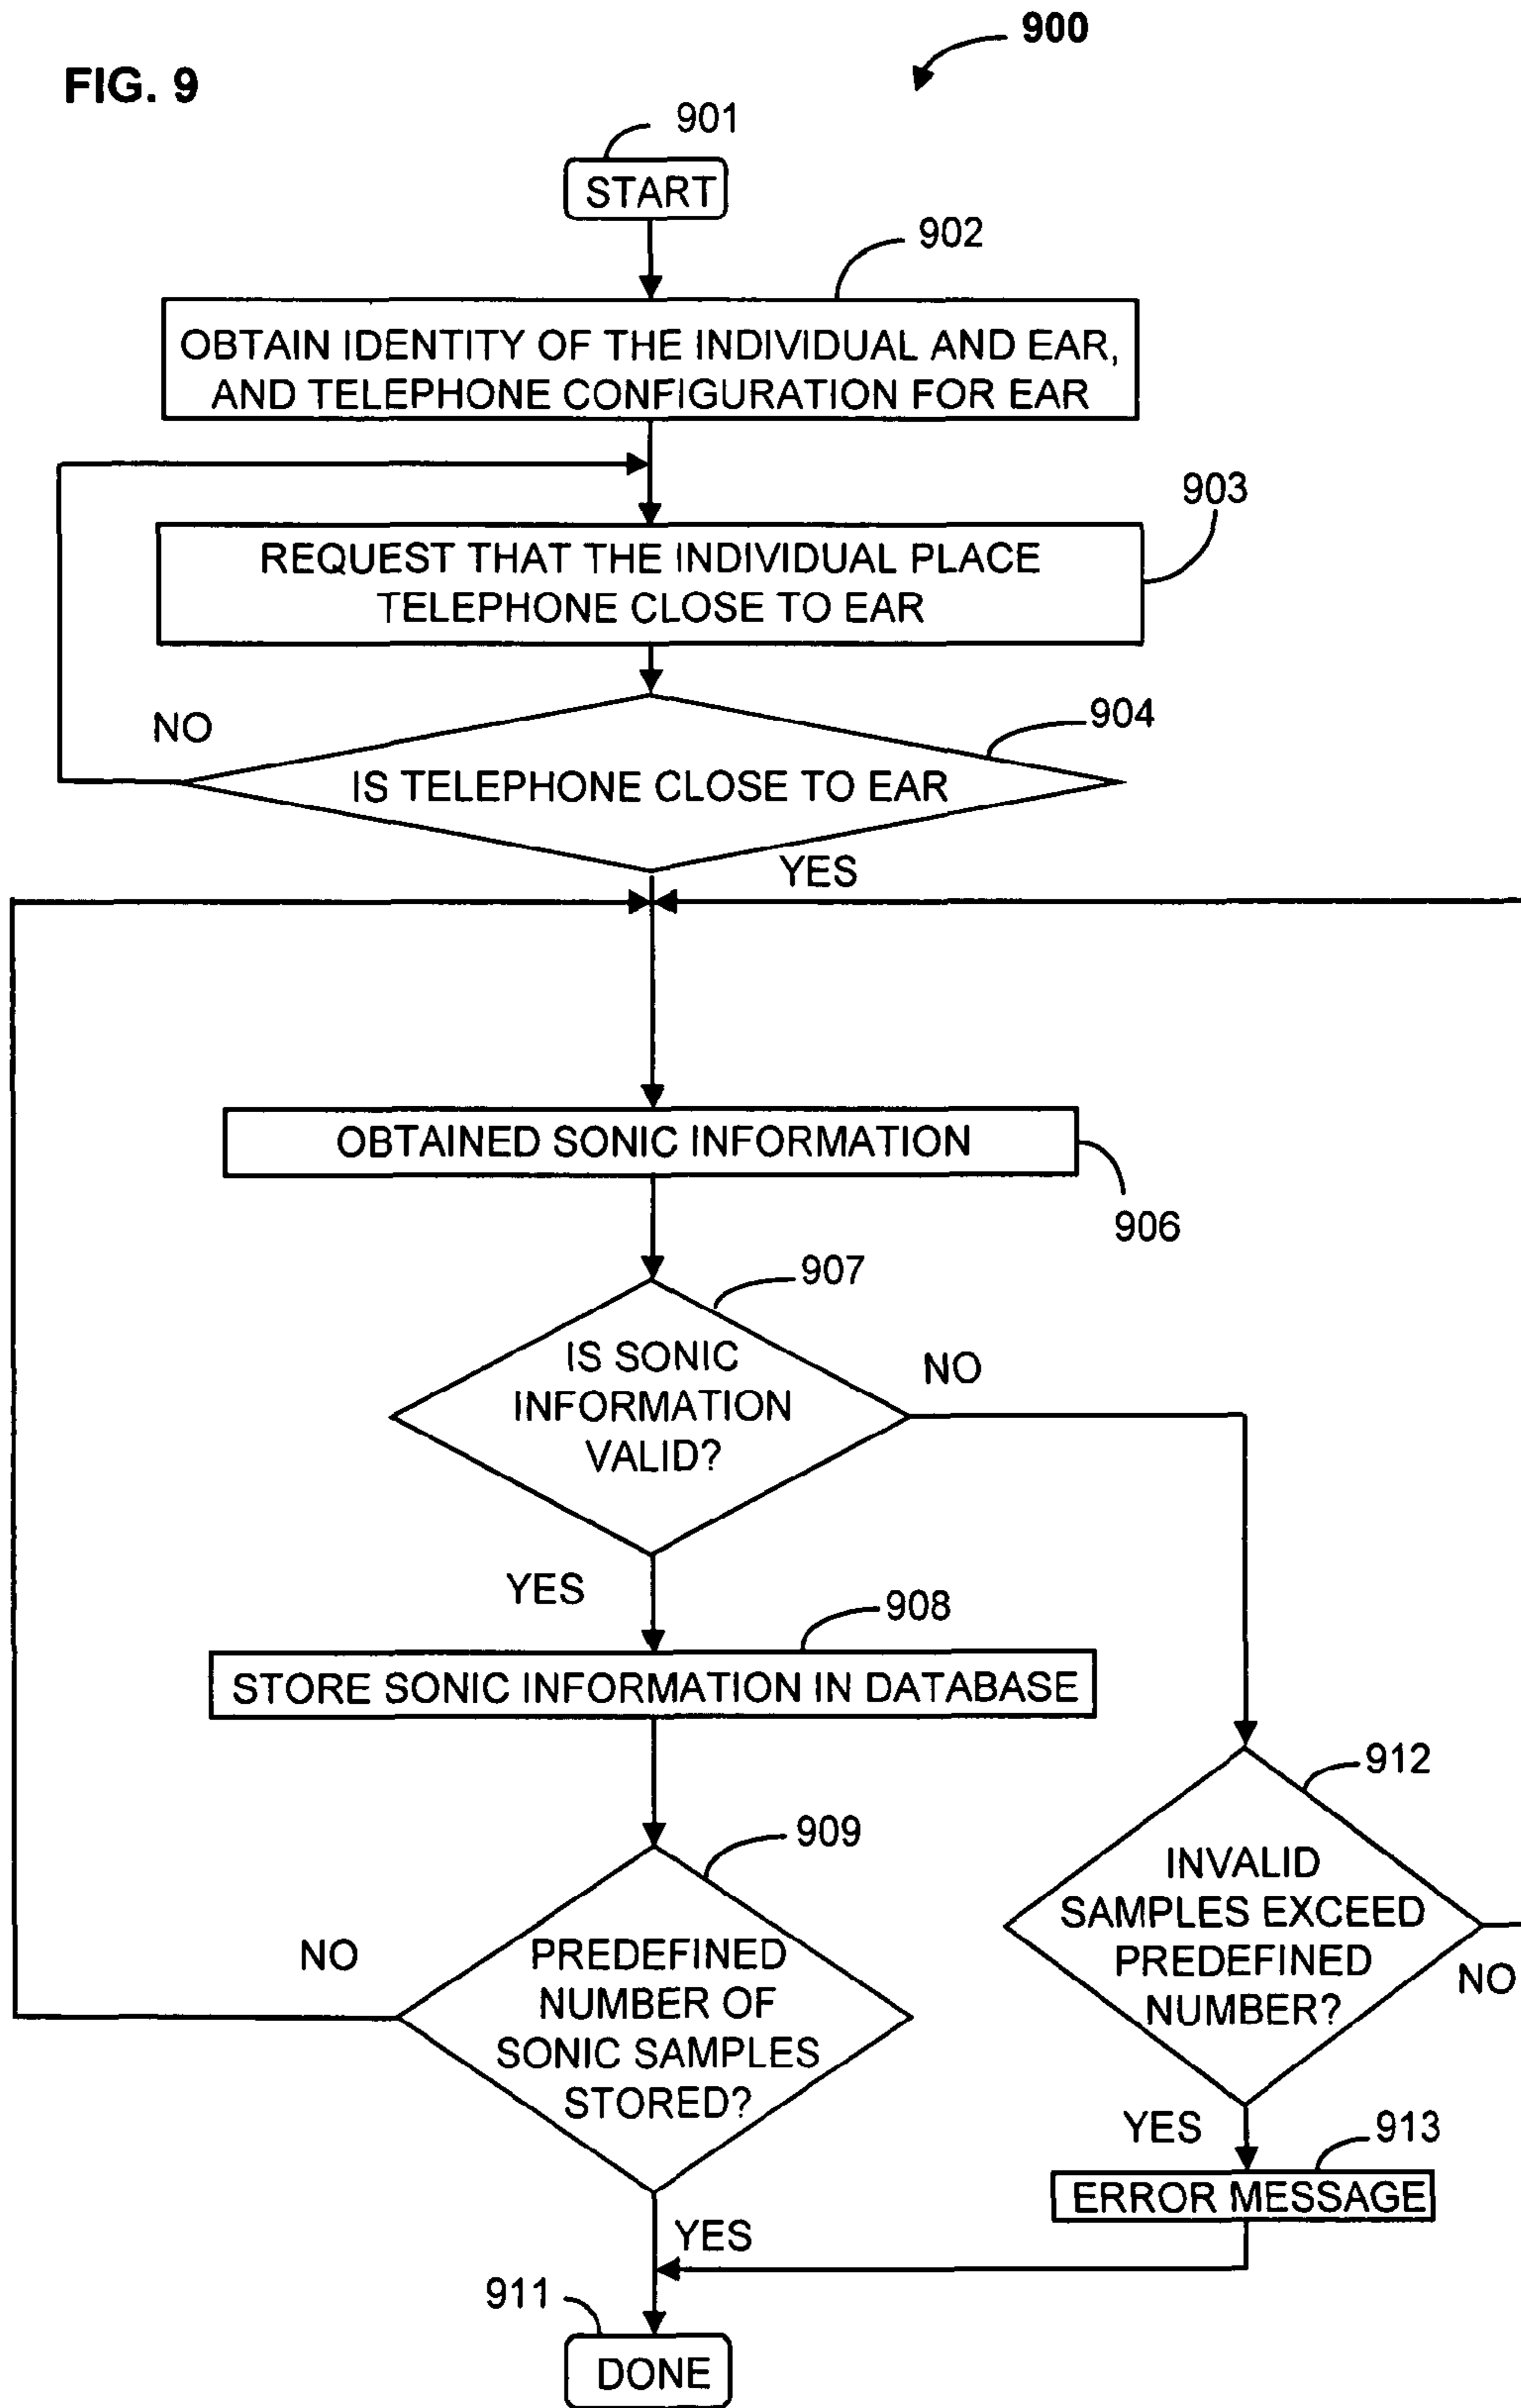 900
FIG. 9
901
START
902
OBTAIN IDENTITY OF THE INDIVIDUAL AND EAR,
AND TELEPHONE CONFIGURATION FOR EAR
903
REQUEST THAT THE INDIVIDUAL PLACE
TELEPHONE CLOSE TO EAR
904
NO
IS TELEPHONE CLOSE TO EAR
YES
OBTAINED SONIC INFORMATION
906
907
IS SONIC
INFORMATION
VALID?
NO
YES
908
STORE SONIC INFORMATION IN DATABASE
912
909
INVALID
SAMPLES EXCEED
PREDEFINED
NUMBER?
NO
NO
PREDEFINED
NUMBER OF
SONIC SAMPLES
STORED?
YES
913
ERROR MESSAGE
YES
911
DONE